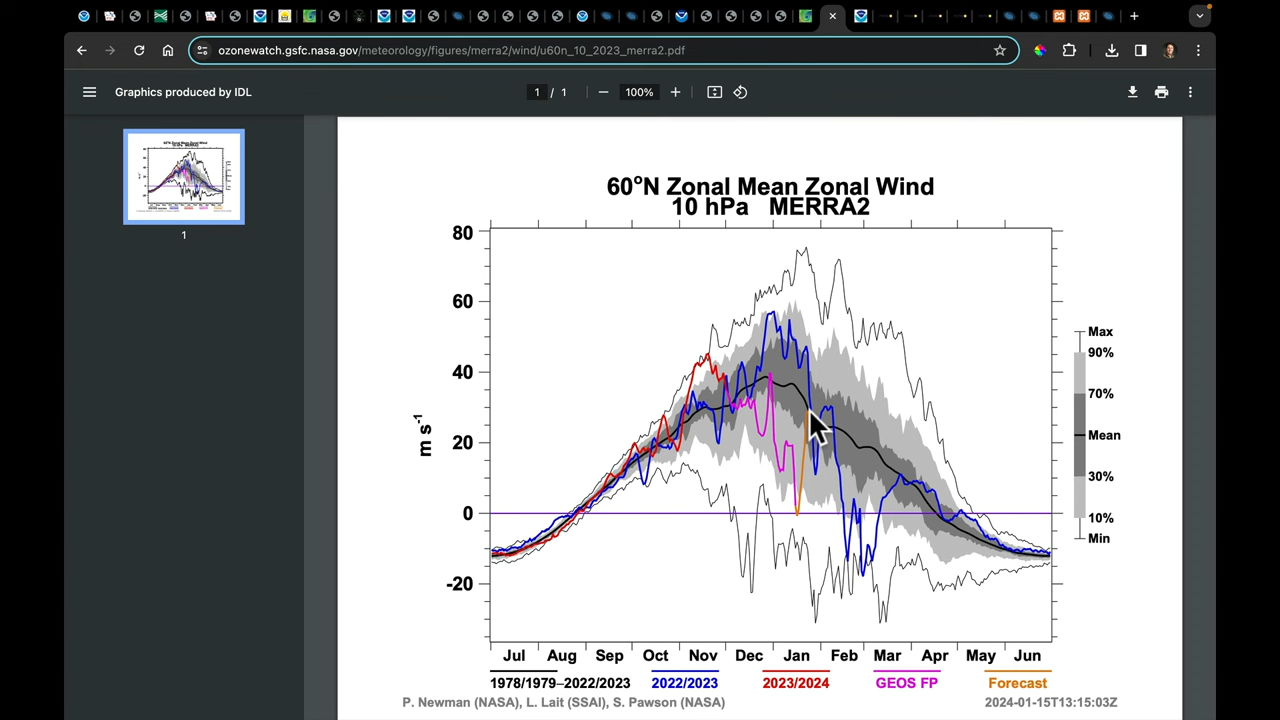 ozonewatch.gsfc.nasa.gov/meteorology/figures/merra2/wind/u60n_10_2023_merra2.pdf
Graphics produced by IDL
1 / 1
100%
1
60°N Zonal Mean Zonal Wind
10 hPa MERRA2
80
60
40
20
0
-20
m s-1
Max
90%
70%
Mean
30%
10%
Min
Jul Aug Sep Oct Nov Dec Jan Feb Mar Apr May Jun
1978/1979–2022/2023 2022/2023 2023/2024 GEOS FP Forecast
P. Newman (NASA), L. Lait (SSAI), S. Pawson (NASA) 2024-01-15T13:15:03Z